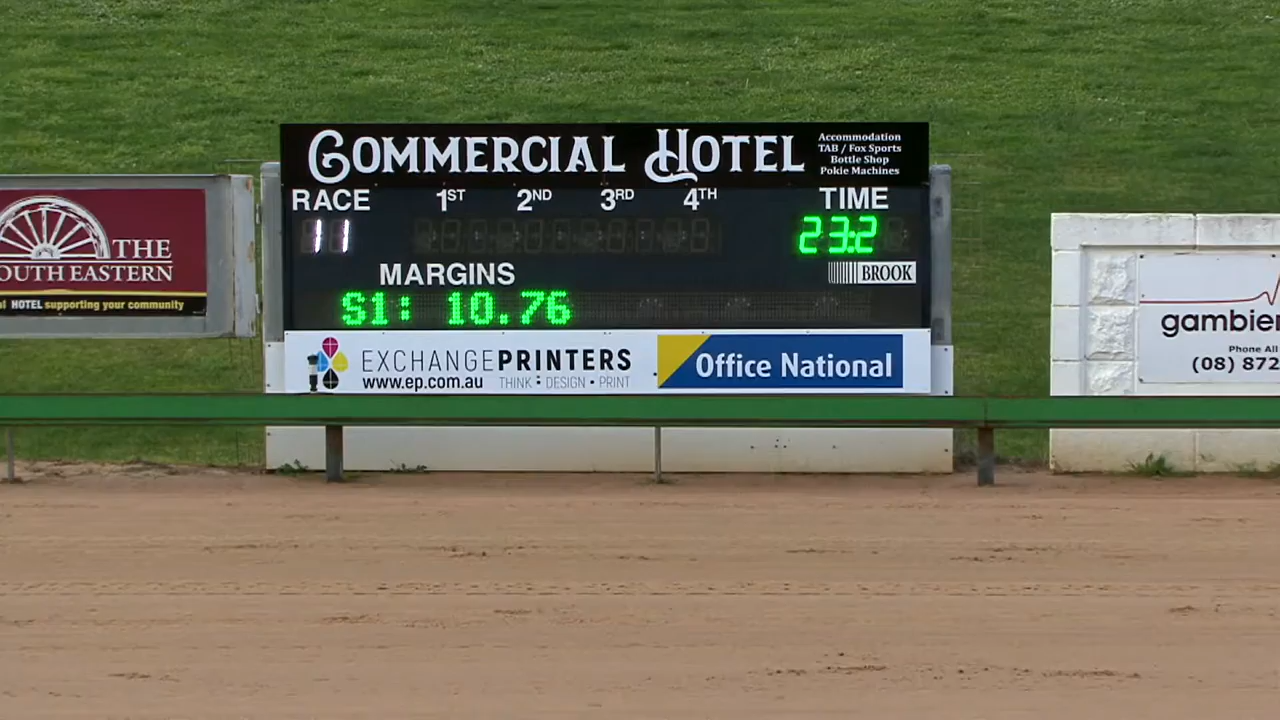 COMMERCIAL HOTEL
Accommodation
TAB / Fox Sports
Bottle Shop
Pokie Machines
RACE 1ST 2ND 3RD 4TH TIME
11 23:2
MARGINS
BROOK
S1: 10.76
EXCHANGEPRINTERS
www.ep.com.au THINK : DESIGN • PRINT
Office National
THE
OUTH EASTERN
HOTEL supporting your community
gambier
Phone All
(08) 872